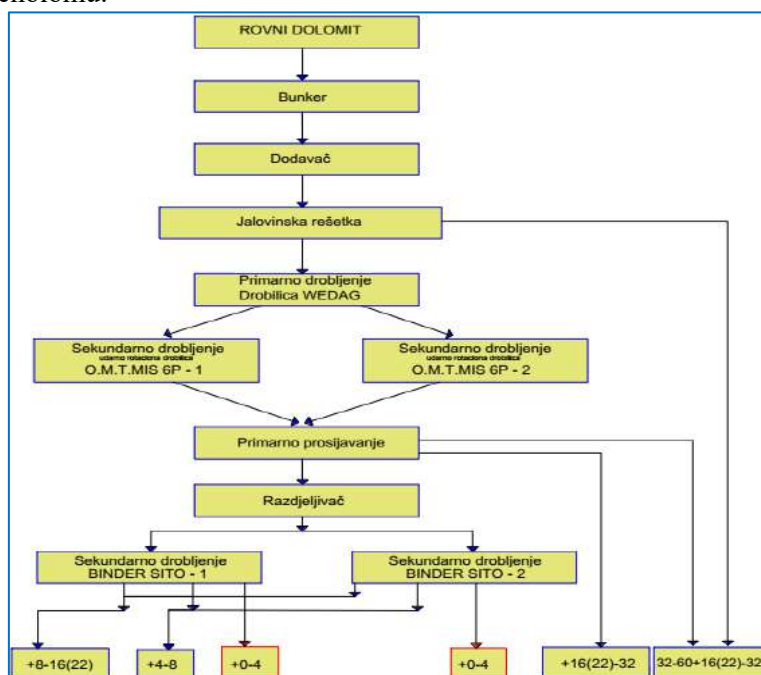 ROVNI DOLOMIT
Bunker
Dodavač
Jalovinska rešetka
Primarno drobljenje
Drobilica WEDAG
Sekundarno drobljenje
udarno rotaciona drobilica
O.M.T.MIS 6P - 1
Sekundarno drobljenje
udarno rotaciona drobilica
O.M.T.MIS 6P - 2
Primarno prosijavanje
Razdjeljivač
Sekundarno drobljenje
BINDER SITO - 1
Sekundarno drobljenje
BINDER SITO - 2
+8-16(22)
+4-8
+0-4
+0-4
+16(22)-32
32-60+16(22)-32